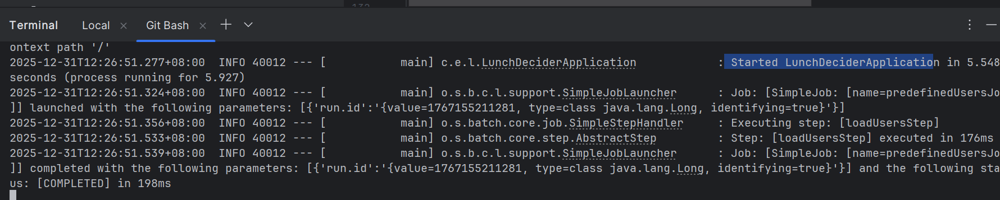 Terminal Local Git Bash
ontext path '/'
2025-12-31T12:26:51.277+08:00  INFO 40012 --- [           main] c.e.l.LunchDeciderApplication            : Started LunchDeciderApplication in 5.548
seconds (process running for 5.927)
2025-12-31T12:26:51.324+08:00  INFO 40012 --- [           main] o.s.b.c.l.support.SimpleJobLauncher      : Job: [SimpleJob: [name=predefinedUsersJo
]] launched with the following parameters: [{'run.id':'{value=1767155211281, type=class java.lang.Long, identifying=true}'}]
2025-12-31T12:26:51.356+08:00  INFO 40012 --- [           main] o.s.batch.core.job.SimpleStepHandler     : Executing step: [loadUsersStep]
2025-12-31T12:26:51.533+08:00  INFO 40012 --- [           main] o.s.batch.core.step.AbstractStep         : Step: [loadUsersStep] executed in 176ms
2025-12-31T12:26:51.539+08:00  INFO 40012 --- [           main] o.s.b.c.l.support.SimpleJobLauncher      : Job: [SimpleJob: [name=predefinedUsersJo
]] completed with the following parameters: [{'run.id':'{value=1767155211281, type=class java.lang.Long, identifying=true}'}] and the following sta
us: [COMPLETED] in 198ms